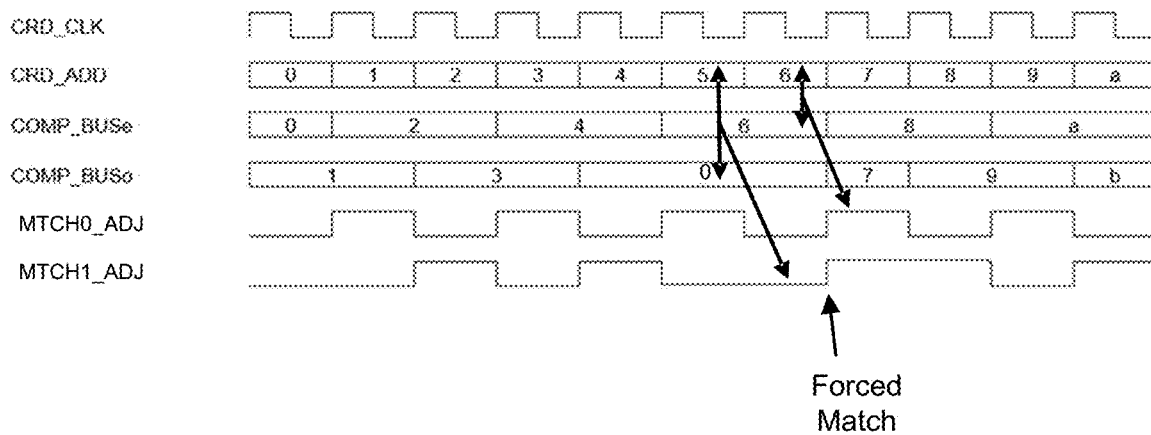 CRD_CLK
CRD_ADD 0 1 2 3 4 5 6 7 8 9 a
COMP_BUSe 0 2 4 6 8 a
COMP_BUSo 1 3 0 7 9 b
MTCH0_ADJ
MTCH1_ADJ
Forced
Match